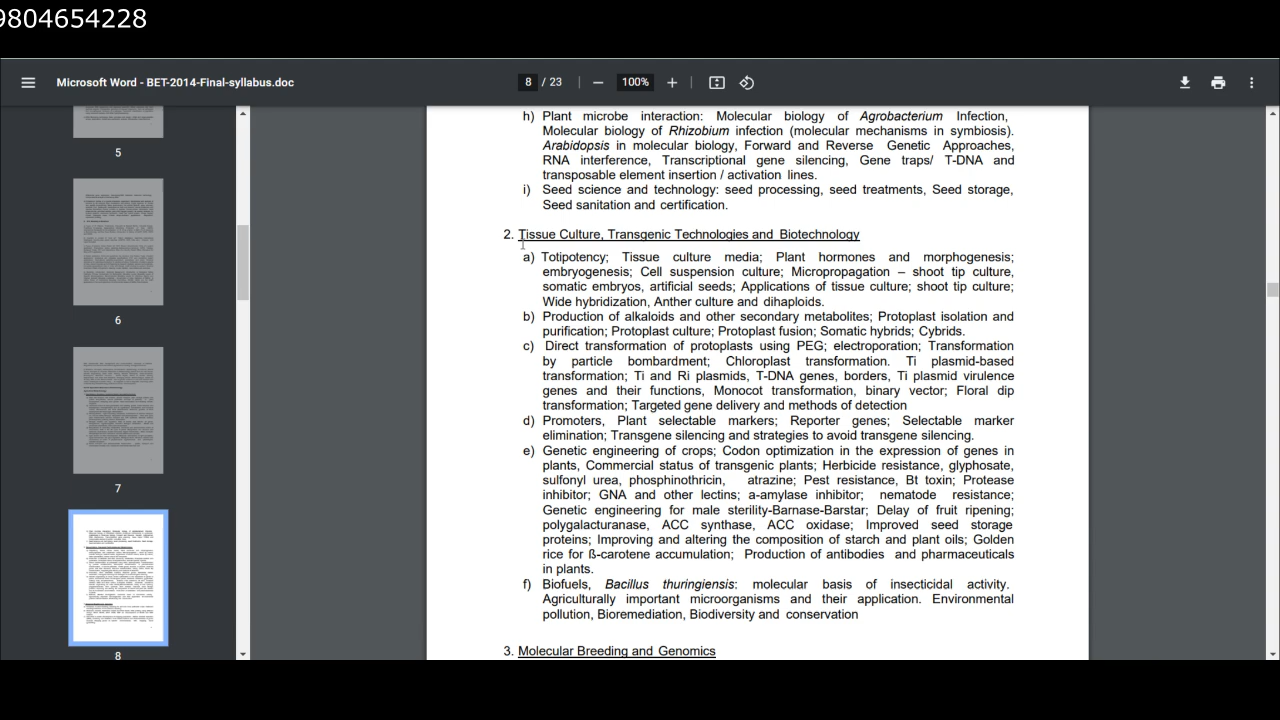 9804654228
Microsoft Word - BET-2014-Final-syllabus.doc
8 / 23
100%
5
6
7
8
h) Plant microbe interaction: Molecular biology of Agrobacterium Infection,
Molecular biology of Rhizobium infection (molecular mechanisms in symbiosis).
Arabidopsis in molecular biology, Forward and Reverse Genetic Approaches,
RNA interference, Transcriptional gene silencing, Gene traps/ T-DNA and
transposable element insertion / activation lines.
i) Seed science and technology: seed processing, seed treatments, Seed storage,
Seed sanitation and certification.
2. Tissue Culture, Transgenic Technologies and Biotechnology
a) Totipotency; Tissue culture media; Plant hormones and morphogenesis;
embryogenesis; Cell suspension culture; Micropropagation – shoot tip culture,
somatic embryos, artificial seeds; Applications of tissue culture; shoot tip culture;
Wide hybridization, Anther culture and dihaploids.
b) Production of alkaloids and other secondary metabolites; Protoplast isolation and
purification; Protoplast culture; Protoplast fusion; Somatic hybrids; Cybrids.
c) Direct transformation of protoplasts using PEG; electroporation; Transformation
by particle bombardment; Chloroplast transformation. Ti plasmid-based
transformation; Ti and Ri plasmids, T-DNA genes, borders, Ti plasmid virulence
genes and their functions, Monocot transformation, binary vector; Floral dip
transformation; Targeted gene delivery and methods of detection
d) Promoters, Plant selectable markers; Reporter genes; Selectable marker
elimination; Transgene silencing and strategies to avoid transgene silencing.
e) Genetic engineering of crops; Codon optimization in the expression of genes in
plants, Commercial status of transgenic plants; Herbicide resistance, glyphosate,
sulfonyl urea, phosphinothricin, atrazine; Pest resistance, Bt toxin; Protease
inhibitor; GNA and other lectins; a-amylase inhibitor; nematode resistance;
Genetic engineering for male sterility-Barnase-Barstar; Delay of fruit ripening;
polygalacturanase, ACC synthase, ACC oxidase; Improved seed storage
proteins; Improving and altering the composition of starch and plant oils; Golden
rice for ß-carotene accumulation; Production of antibodies and pharmaceuticals
in plants.
f) Biofuels, Bacillus thuringiensis: molecular basis of insecticidal activity.
Agriculturally important microorganisms and their application. Environmental
pollution, Bioremediation, Biodiversity and conservation
3. Molecular Breeding and Genomics